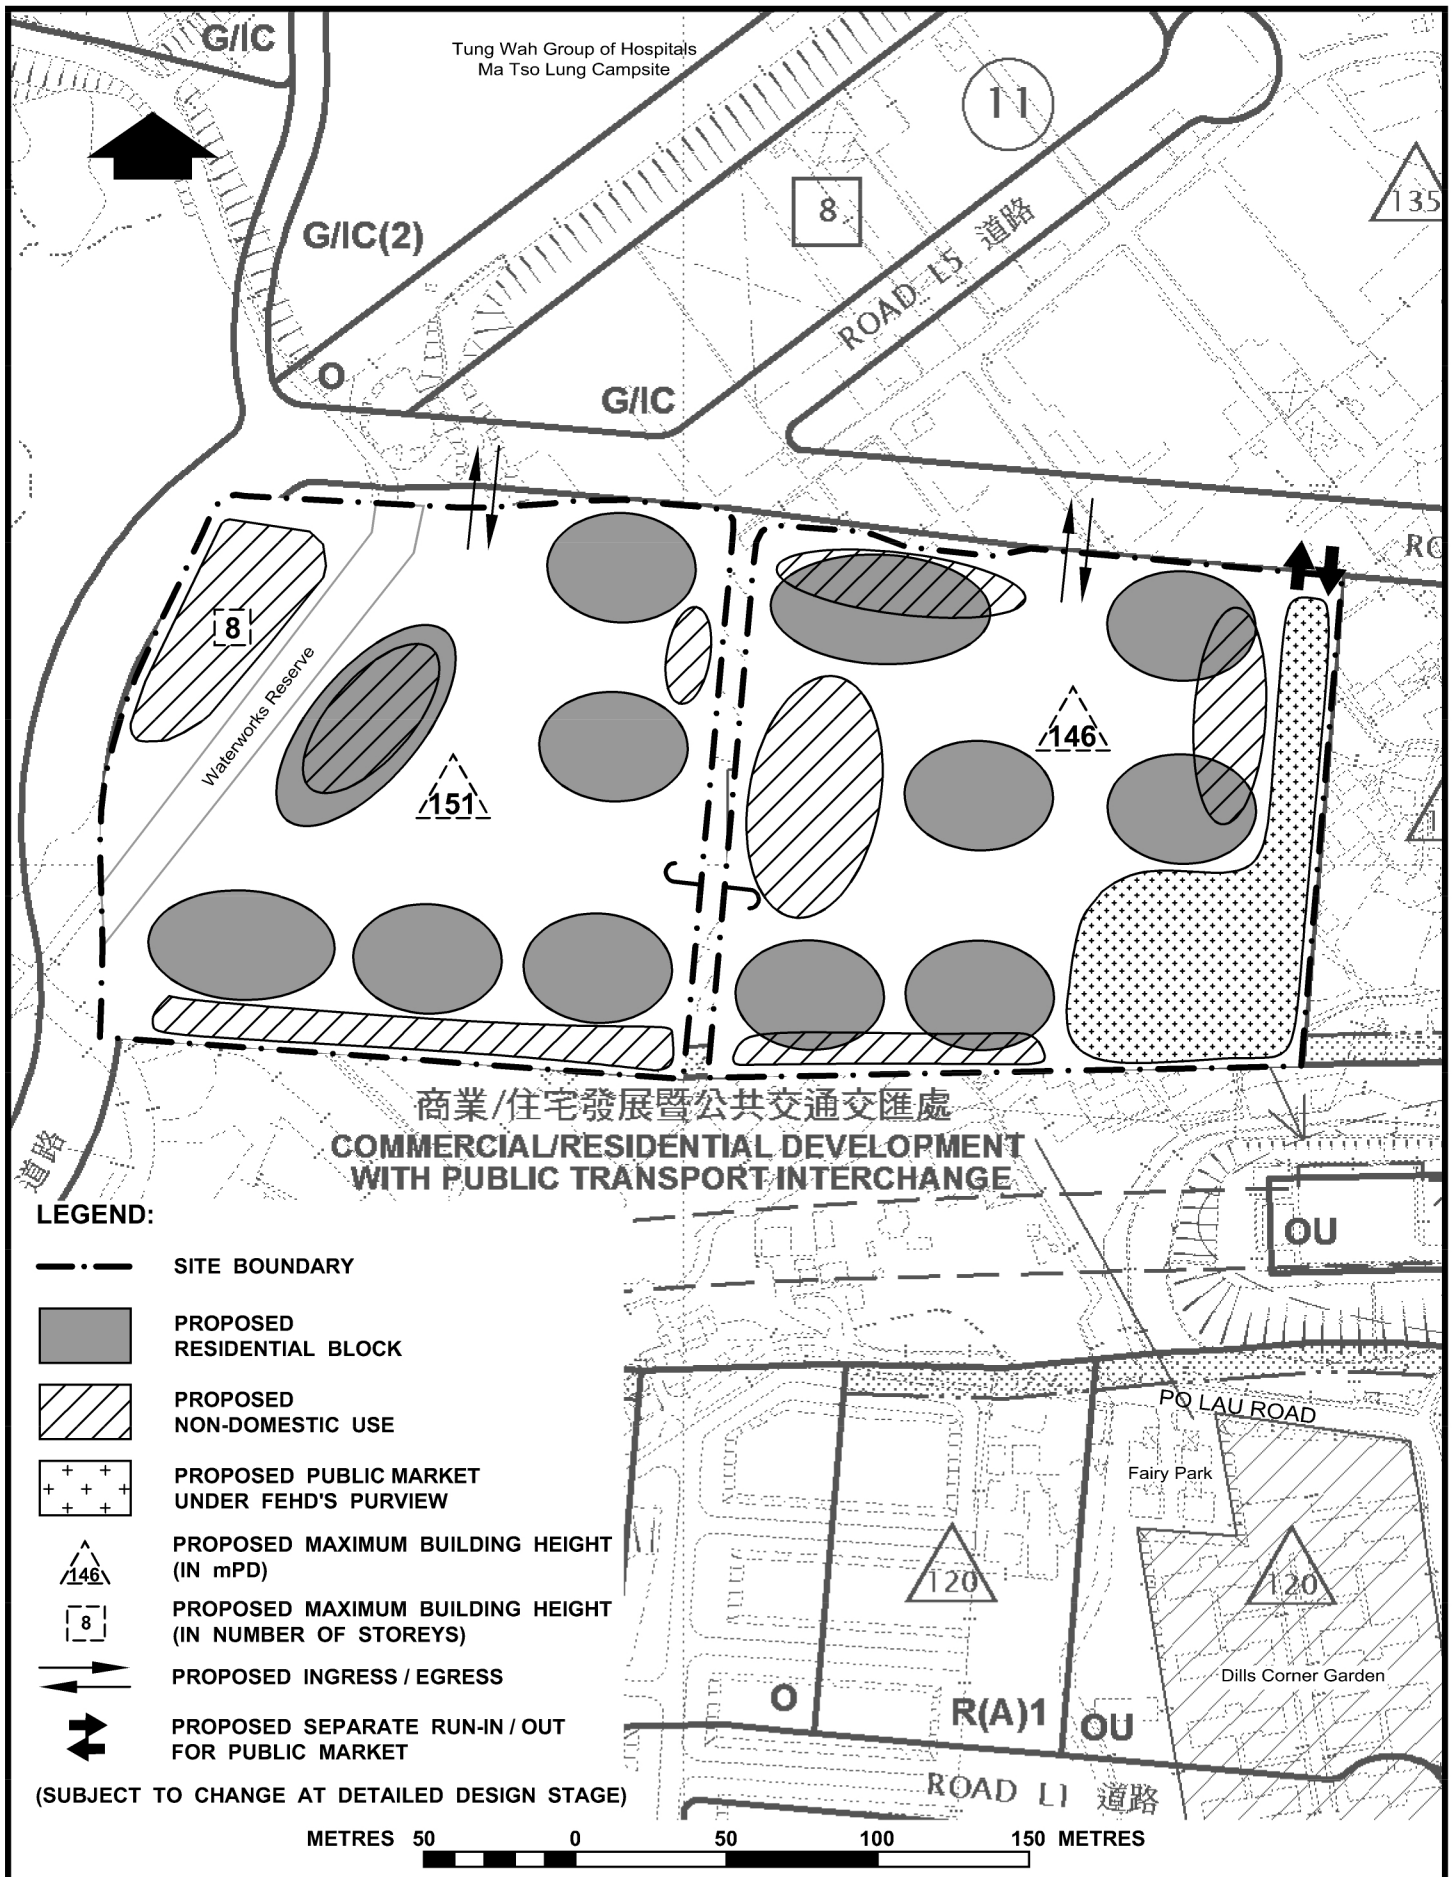 G/IC
Tung Wah Group of Hospitals
Ma Tso Lung Campsite
11
135
8
G/IC(2)
ROAD L5 道路
O
G/IC
8
Waterworks Reserve
151
146
道路
商業/住宅發展暨公共交通交匯處
COMMERCIAL/RESIDENTIAL DEVELOPMENT
WITH PUBLIC TRANSPORT INTERCHANGE
OU
LEGEND:
SITE BOUNDARY
PROPOSED
RESIDENTIAL BLOCK
PROPOSED
NON-DOMESTIC USE
PROPOSED PUBLIC MARKET
UNDER FEHD'S PURVIEW
146
PROPOSED MAXIMUM BUILDING HEIGHT
(IN mPD)
8
PROPOSED MAXIMUM BUILDING HEIGHT
(IN NUMBER OF STOREYS)
PROPOSED INGRESS / EGRESS
PROPOSED SEPARATE RUN-IN / OUT
FOR PUBLIC MARKET
(SUBJECT TO CHANGE AT DETAILED DESIGN STAGE)
PO LAU ROAD
Fairy Park
120
120
Dills Corner Garden
O
R(A)1
OU
ROAD L1 道路
METRES 50 0 50 100 150 METRES